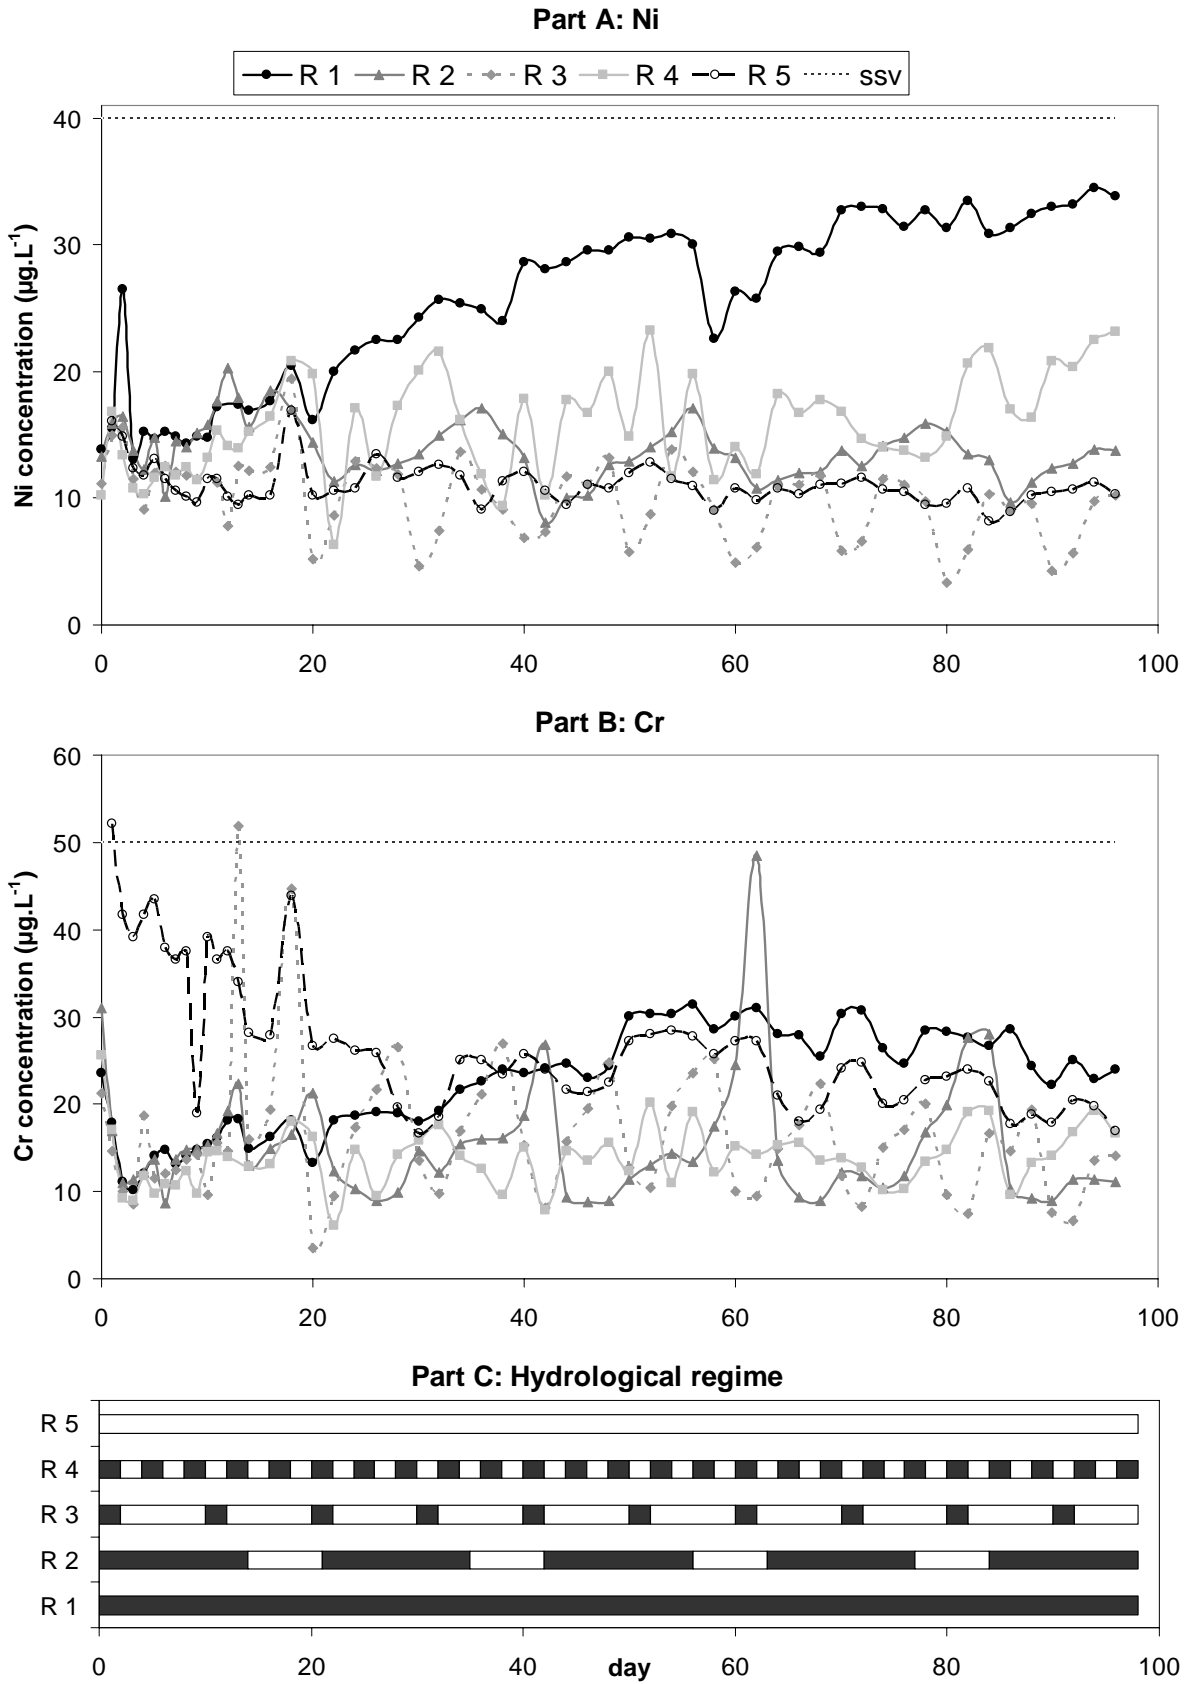 Part A: Ni
R 1 R 2 R 3 R 4 R 5 ssv
Ni concentration (µg.L⁻¹)
40
30
20
10
0
0 20 40 60 80 100
Part B: Cr
Cr concentration (µg.L⁻¹)
60
50
40
30
20
10
0
0 20 40 60 80 100
Part C: Hydrological regime
R 5
R 4
R 3
R 2
R 1
0 20 40 60 80 100
day